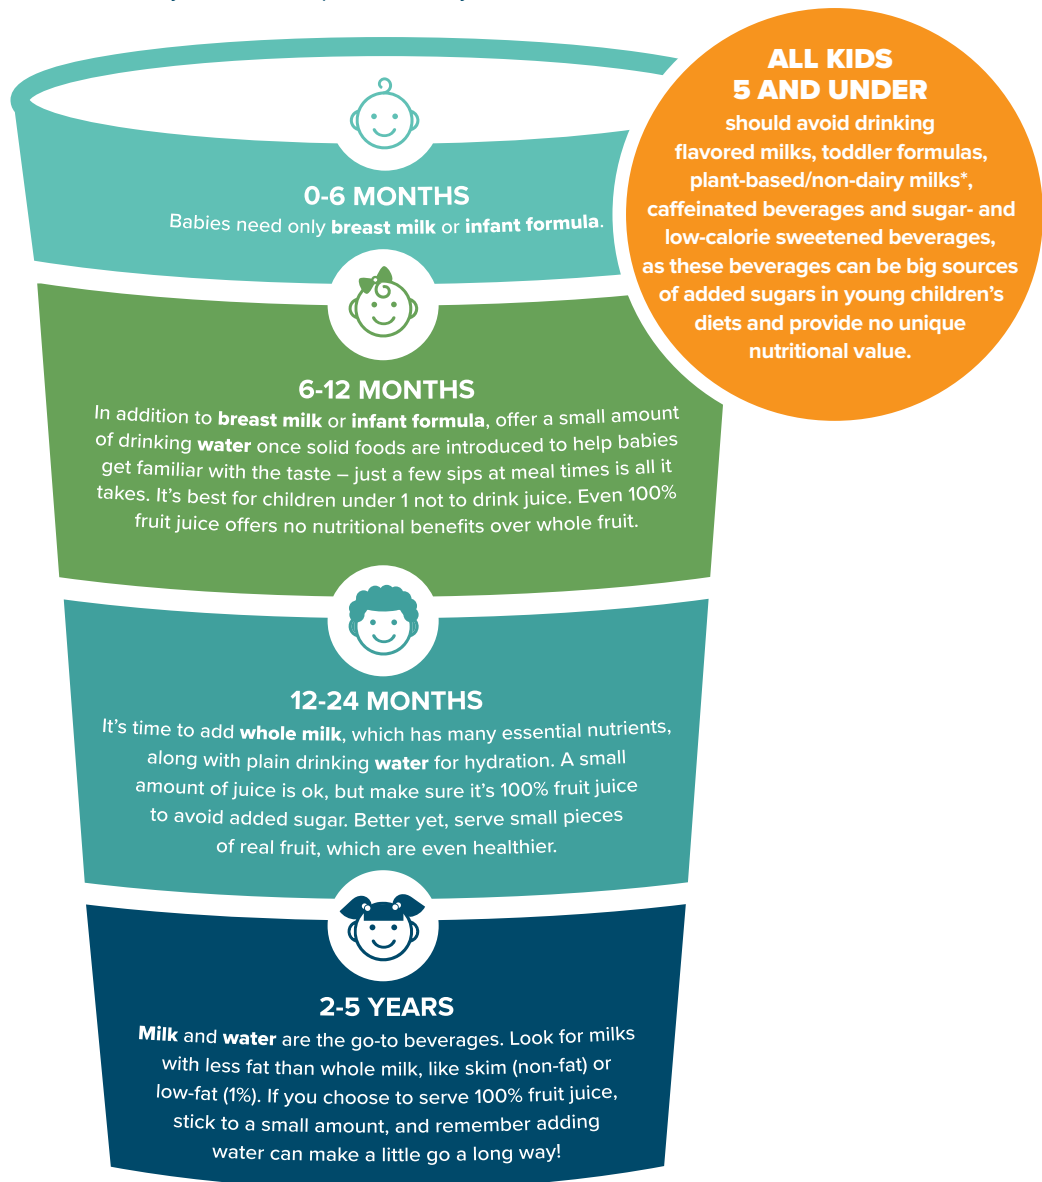 ALL KIDS
5 AND UNDER
should avoid drinking
flavored milks, toddler formulas,
plant-based/non-dairy milks*,
caffeinated beverages and sugar- and
low-calorie sweetened beverages,
as these beverages can be big sources
of added sugars in young children's
diets and provide no unique
nutritional value.
0-6 MONTHS
Babies need only breast milk or infant formula.
6-12 MONTHS
In addition to breast milk or infant formula, offer a small amount
of drinking water once solid foods are introduced to help babies
get familiar with the taste – just a few sips at meal times is all it
takes. It's best for children under 1 not to drink juice. Even 100%
fruit juice offers no nutritional benefits over whole fruit.
12-24 MONTHS
It's time to add whole milk, which has many essential nutrients,
along with plain drinking water for hydration. A small
amount of juice is ok, but make sure it's 100% fruit juice
to avoid added sugar. Better yet, serve small pieces
of real fruit, which are even healthier.
2-5 YEARS
Milk and water are the go-to beverages. Look for milks
with less fat than whole milk, like skim (non-fat) or
low-fat (1%). If you choose to serve 100% fruit juice,
stick to a small amount, and remember adding
water can make a little go a long way!